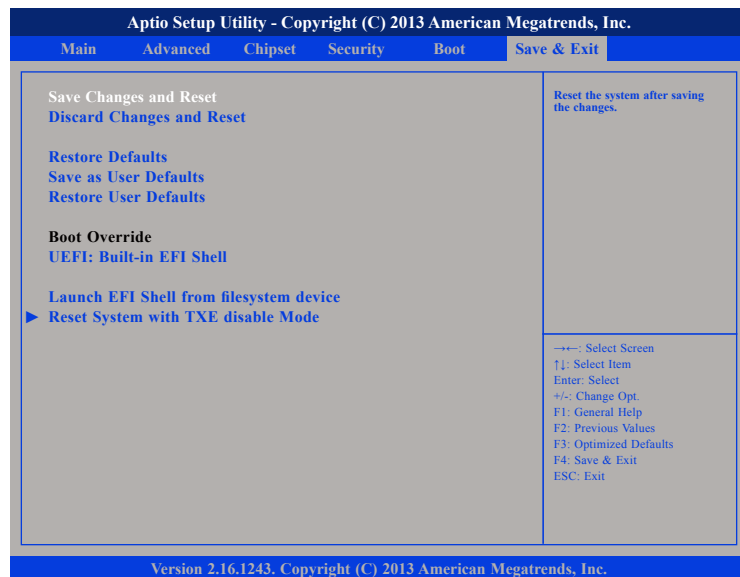 Aptio Setup Utility - Copyright (C) 2013 American Megatrends, Inc.
Main Advanced Chipset Security Boot Save & Exit
Save Changes and Reset
Discard Changes and Reset
Restore Defaults
Save as User Defaults
Restore User Defaults
Boot Override
UEFI: Built-in EFI Shell
Launch EFI Shell from filesystem device
▶ Reset System with TXE disable Mode
Reset the system after saving
the changes.
→←: Select Screen
↑↓: Select Item
Enter: Select
+/-: Change Opt.
F1: General Help
F2: Previous Values
F3: Optimized Defaults
F4: Save & Exit
ESC: Exit
Version 2.16.1243. Copyright (C) 2013 American Megatrends, Inc.